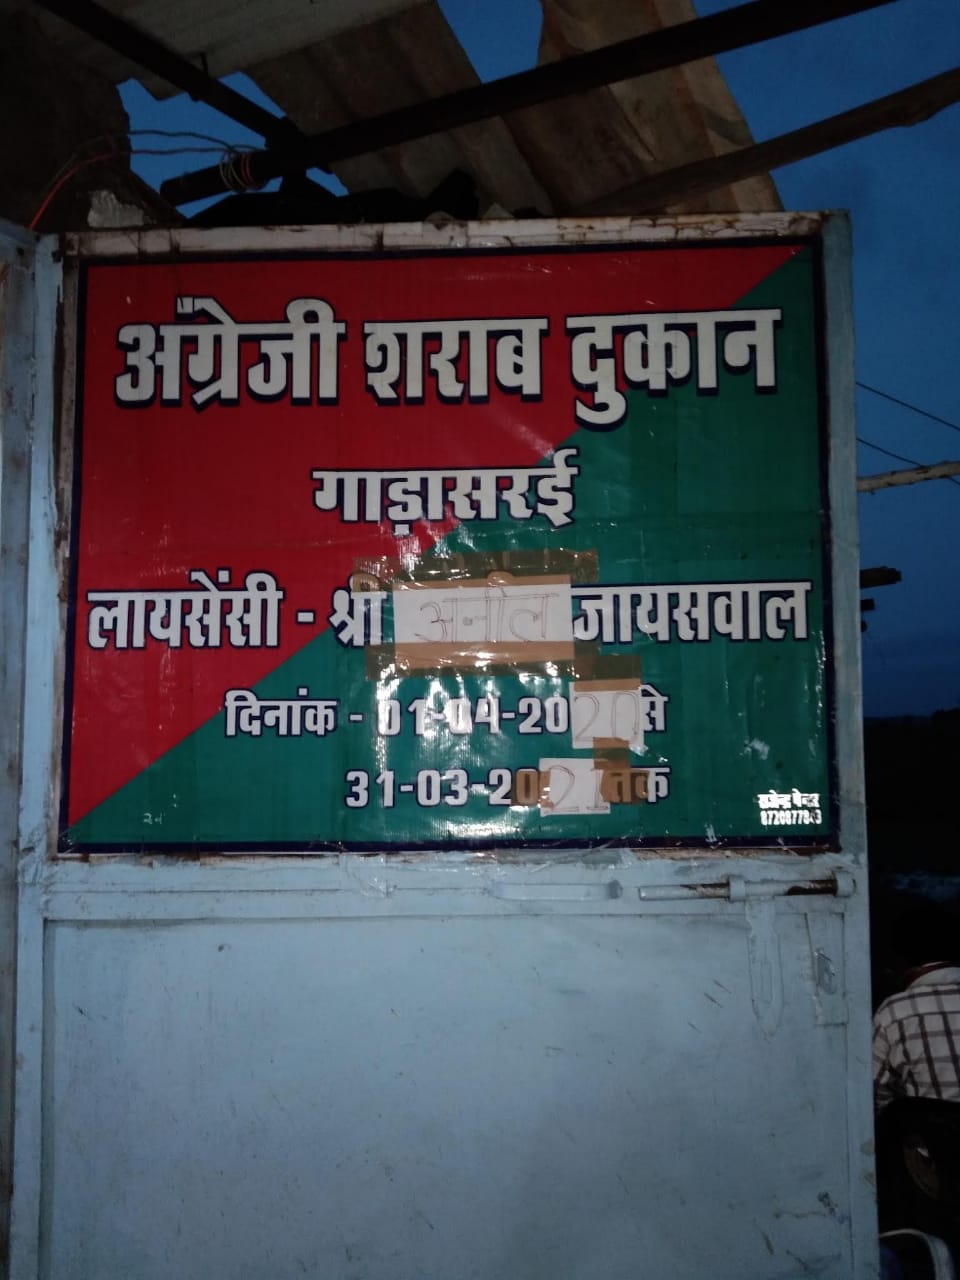 अंग्रेजी शराब दुकान
गाड़ासरई
लायसेंसी - श्री अनील जायसवाल
दिनांक - 01-04-2020 से
31-03-2021 तक